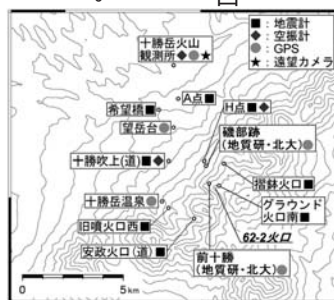 ■：地震計
◆：空振計
●：GPS
★：遠望カメラ
十勝岳火山
観測所◆●★
A点■
希望橋■
H点■◆
望岳台●
磯部跡
(地質研・北大)●
十勝吹上(道)■◆
摺鉢火口■
十勝岳温泉●
グラウンド
火口南■
旧噴火口西■
62-2火口
安政火口(道)■
前十勝
(地質研・北大)●
0
5 km